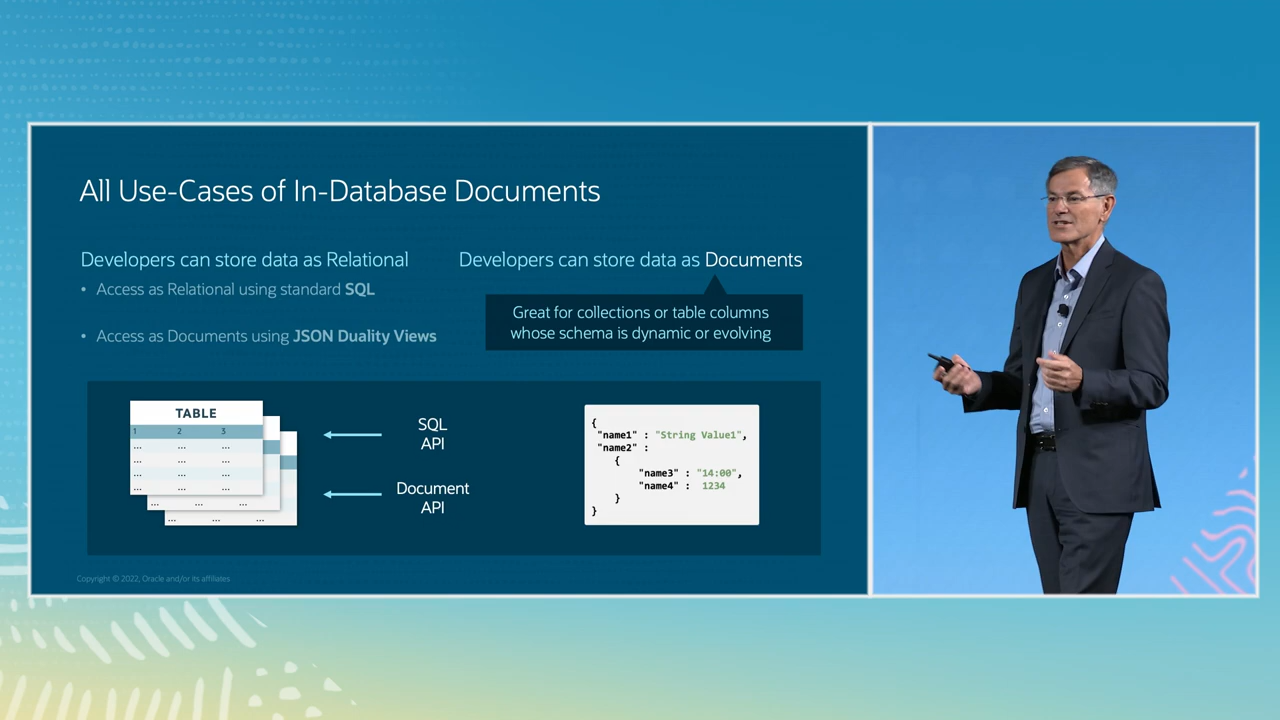 All Use-Cases of In-Database Documents
Developers can store data as Relational
• Access as Relational using standard SQL
• Access as Documents using JSON Duality Views
Developers can store data as Documents
Great for collections or table columns
whose schema is dynamic or evolving
TABLE
1 2 3
... ... ...
... ... ...
... ... ...
... ... ...
... ... ...
... ... ...
SQL
API
Document
API
{
"name1" : "String Value1",
"name2" :
{
"name3" : "14:00",
"name4" : 1234
}
}
Copyright © 2022, Oracle and/or its affiliates